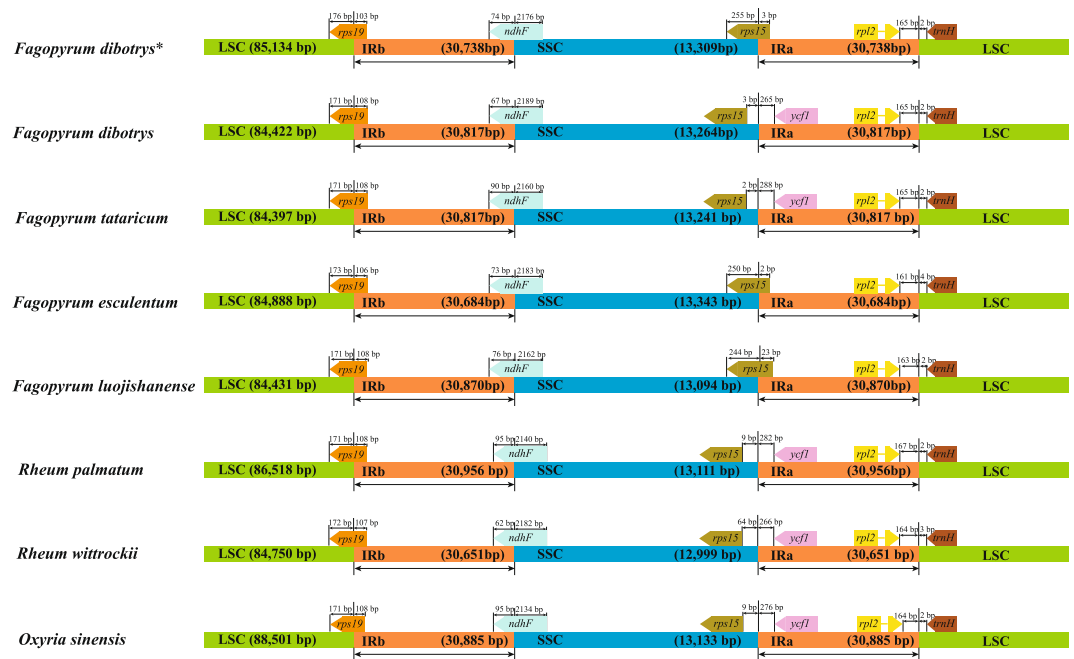 176 bp 103 bp 74 bp 2176 bp 255 bp 3 bp 165 bp 2 bp
rps19 ndhF rps15 rpl2 trnH
Fagopyrum dibotrys* LSC (85,134 bp) IRb (30,738bp) SSC (13,309bp) IRa (30,738bp) LSC
171 bp 108 bp 67 bp 2189 bp 3 bp 265 bp 165 bp 2 bp
rps19 ndhF rps15 ycf1 rpl2 trnH
Fagopyrum dibotrys LSC (84,422 bp) IRb (30,817bp) SSC (13,264bp) IRa (30,817bp) LSC
171 bp 108 bp 90 bp 2160 bp 2 bp 288 bp 165 bp 2 bp
rps19 ndhF rps15 ycf1 rpl2 trnH
Fagopyrum tataricum LSC (84,397 bp) IRb (30,817bp) SSC (13,241 bp) IRa (30,817 bp) LSC
173 bp 106 bp 73 bp 2183 bp 250 bp 2 bp 161 bp 4 bp
rps19 ndhF rps15 rpl2 trnH
Fagopyrum esculentum LSC (84,888 bp) IRb (30,684bp) SSC (13,343 bp) IRa (30,684bp) LSC
171 bp 108 bp 76 bp 2162 bp 244 bp 23 bp 163 bp 2 bp
rps19 ndhF rps15 rpl2 trnH
Fagopyrum luojishanense LSC (84,431 bp) IRb (30,870bp) SSC (13,094 bp) IRa (30,870bp) LSC
171 bp 108 bp 95 bp 2140 bp 9 bp 282 bp 167 bp 2 bp
rps19 ndhF rps15 ycf1 rpl2 trnH
Rheum palmatum LSC (86,518 bp) IRb (30,956 bp) SSC (13,111 bp) IRa (30,956bp) LSC
172 bp 107 bp 62 bp 2182 bp 64 bp 266 bp 164 bp 3 bp
rps19 ndhF rps15 ycf1 rpl2 trnH
Rheum wittrockii LSC (84,750 bp) IRb (30,651bp) SSC (12,999 bp) IRa (30,651 bp) LSC
171 bp 108 bp 95 bp 2134 bp 9 bp 276 bp 164 bp 2 bp
rps19 ndhF rps15 ycf1 rpl2 trnH
Oxyria sinensis LSC (88,501 bp) IRb (30,885 bp) SSC (13,133 bp) IRa (30,885 bp) LSC